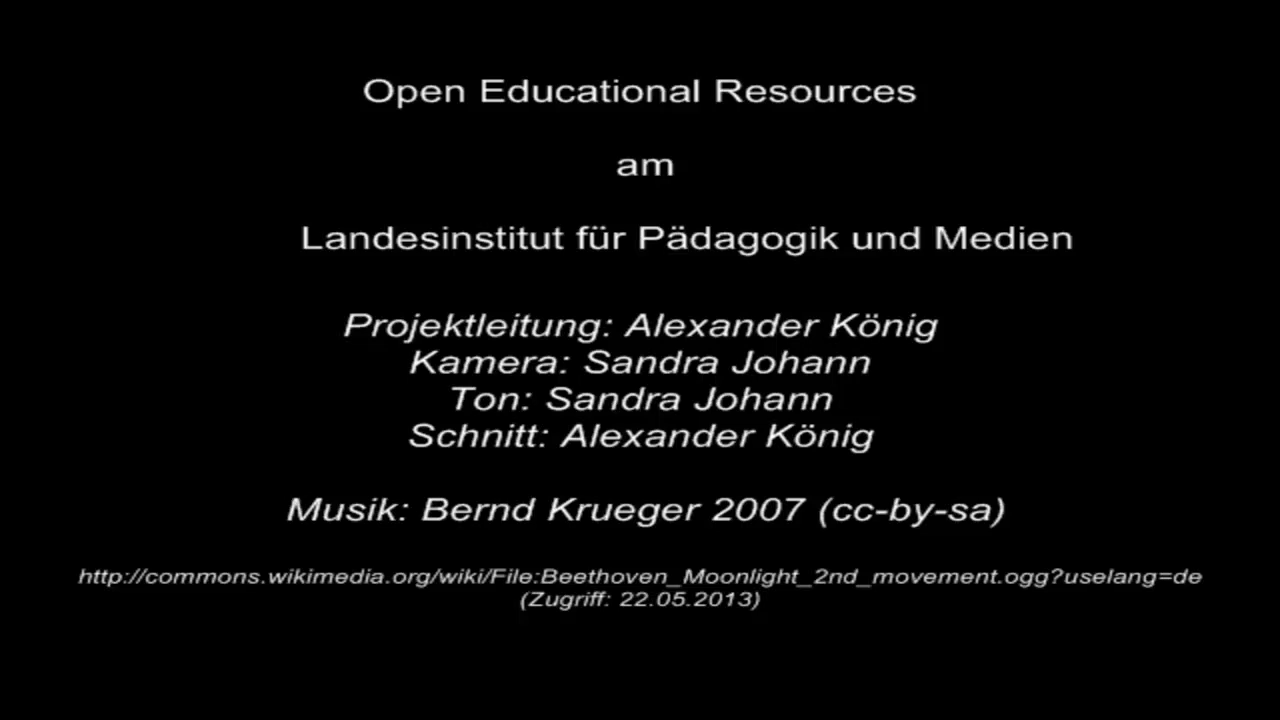 Open Educational Resources
am
Landesinstitut für Pädagogik und Medien
Projektleitung: Alexander König
Kamera: Sandra Johann
Ton: Sandra Johann
Schnitt: Alexander König
Musik: Bernd Krueger 2007 (cc-by-sa)
http://commons.wikimedia.org/wiki/File:Beethoven_Moonlight_2nd_movement.ogg?uselang=de
(Zugriff: 22.05.2013)